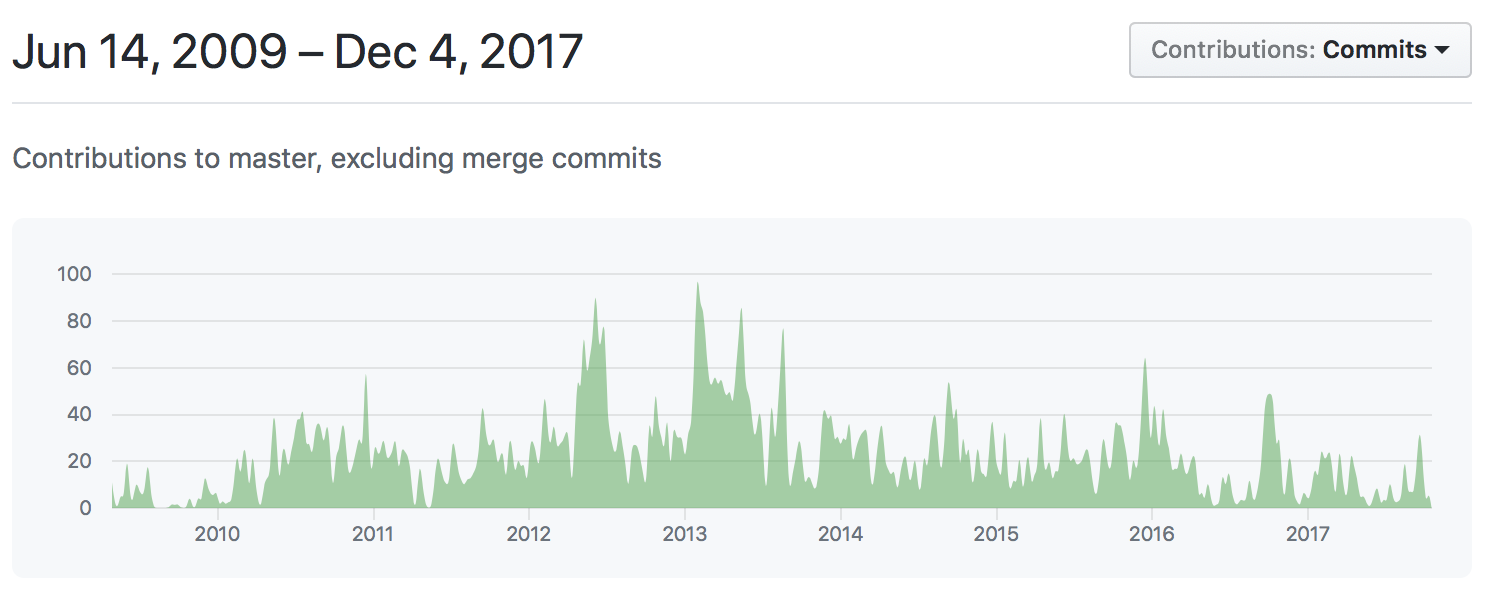 Jun 14, 2009 – Dec 4, 2017
Contributions: Commits
Contributions to master, excluding merge commits
100
80
60
40
20
0
2010 2011 2012 2013 2014 2015 2016 2017